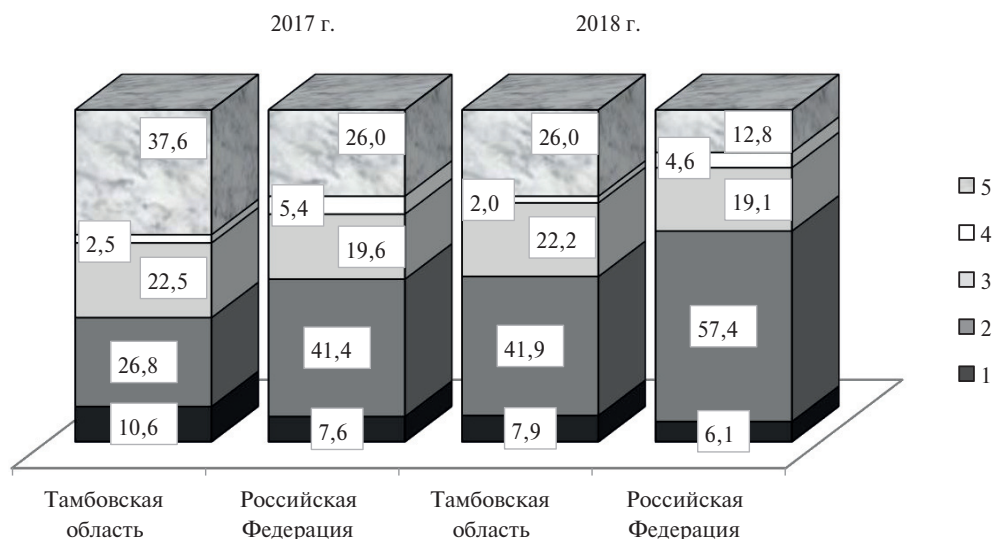 2017 г. 2018 г.
37,6 26,0 26,0 12,8
2,5 5,4 2,0 4,6
22,5 19,6 22,2 19,1
26,8 41,4 41,9 57,4
10,6 7,6 7,9 6,1
5
4
3
2
1
Тамбовская Российская Тамбовская Российская
область Федерация область Федерация